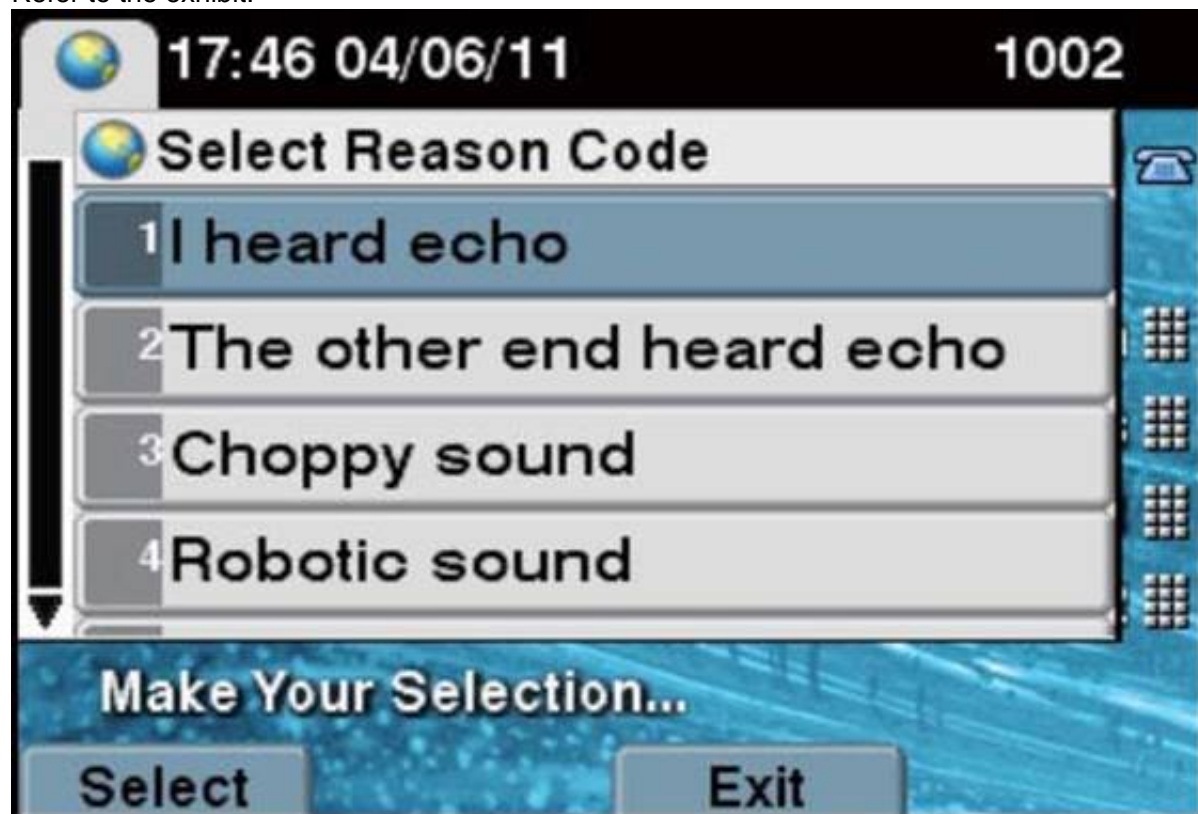 17:46 04/06/11 1002
Select Reason Code
1 I heard echo
2 The other end heard echo
3 Choppy sound
4 Robotic sound
Make Your Selection...
Select Exit